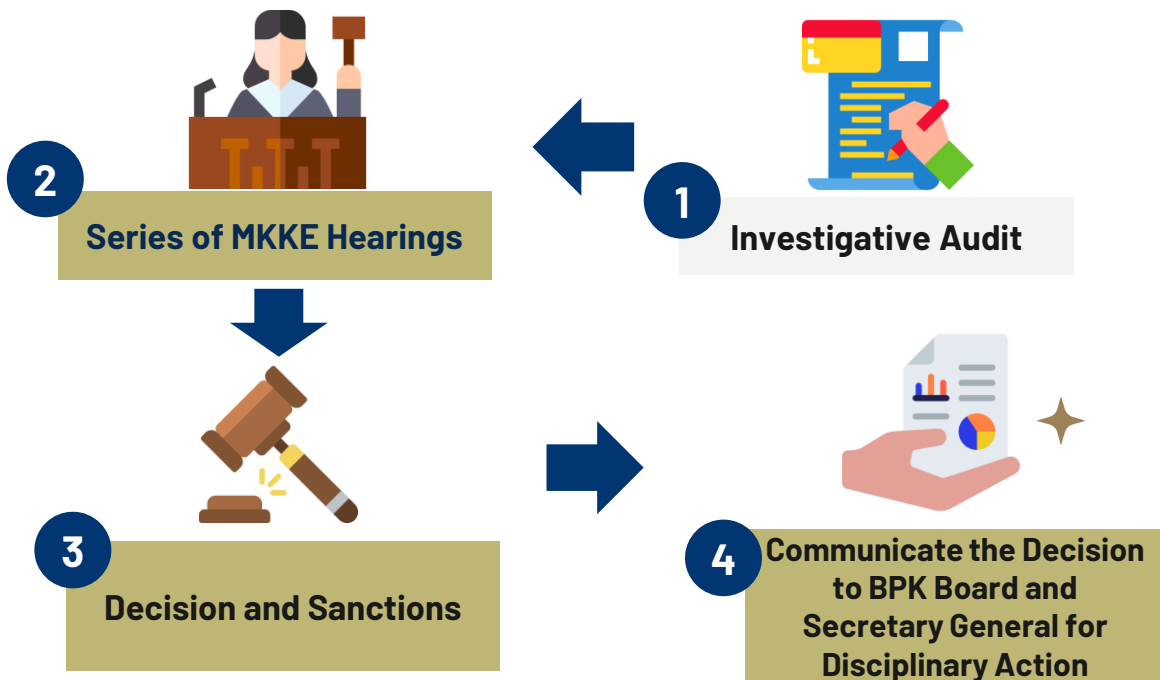 1
Investigative Audit
2
Series of MKKE Hearings
3
Decision and Sanctions
4
Communicate the Decision
to BPK Board and
Secretary General for
Disciplinary Action